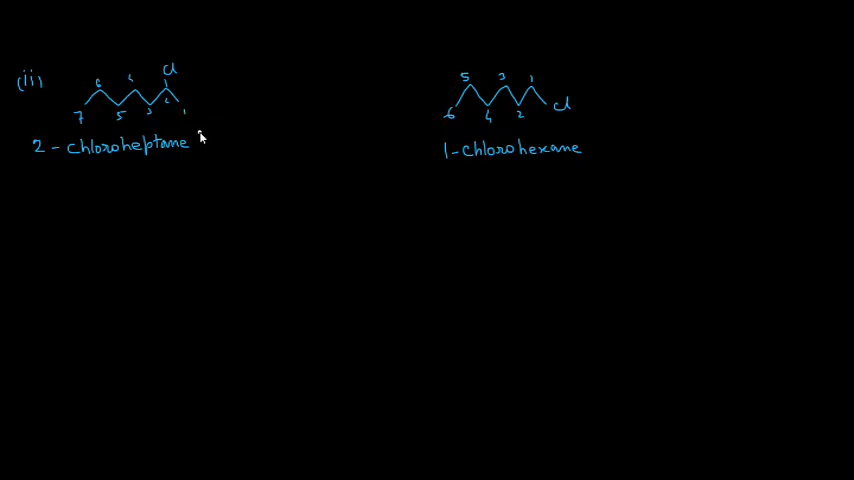 (ii)
Cl
6 4 2 1
7 5 3
2 - chloroheptane
5 3 1
6 4 2 Cl
1 - chlorohexane